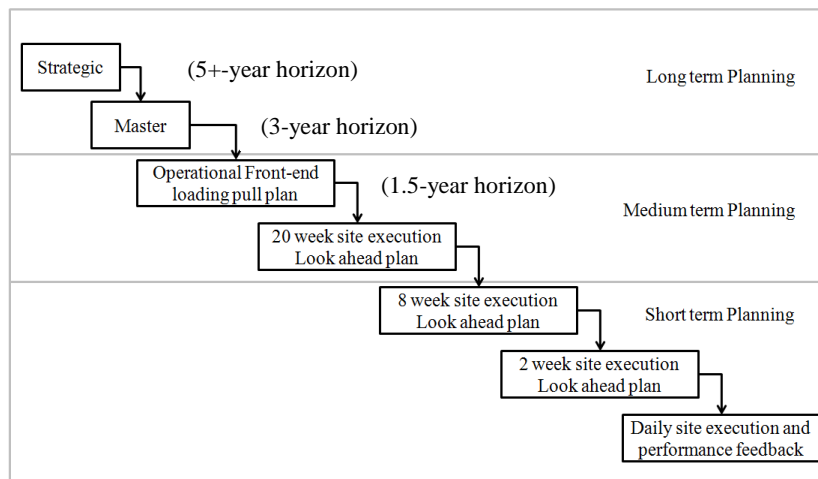 Strategic
(5+-year horizon)
Long term Planning
Master
(3-year horizon)
Operational Front-end
loading pull plan
(1.5-year horizon)
Medium term Planning
20 week site execution
Look ahead plan
8 week site execution
Look ahead plan
Short term Planning
2 week site execution
Look ahead plan
Daily site execution and
performance feedback